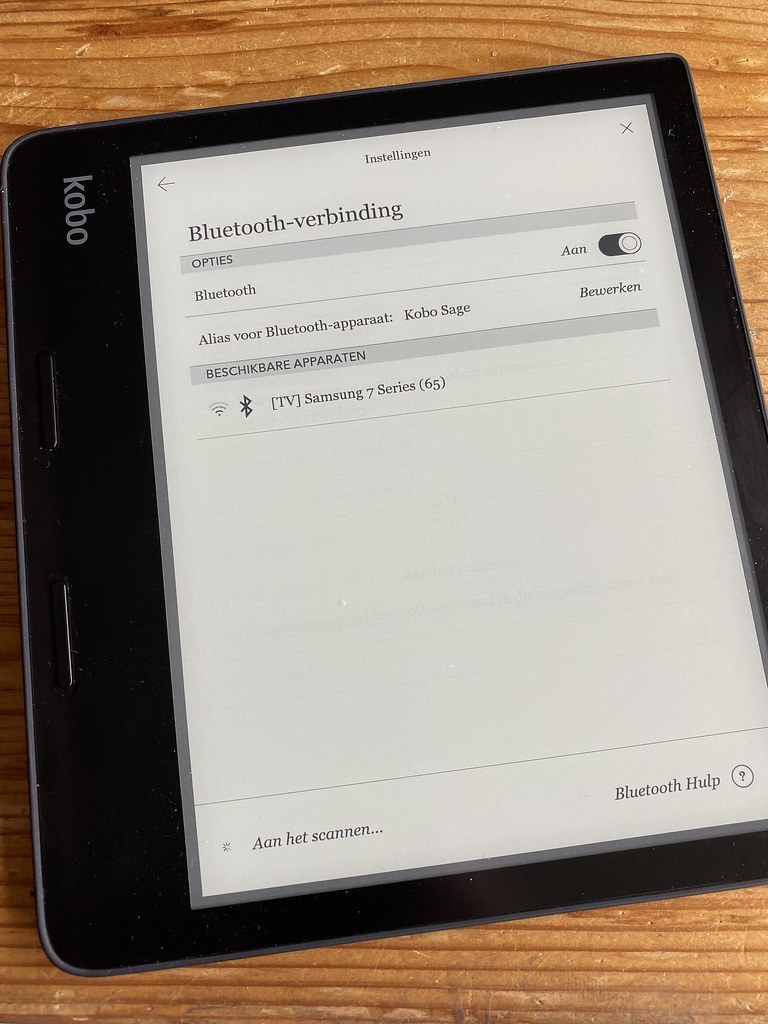 kobo
Instellingen
Bluetooth-verbinding
OPTIES
Bluetooth Aan
Alias voor Bluetooth-apparaat: Kobo Sage Bewerken
BESCHIKBARE APPARATEN
[TV] Samsung 7 Series (65)
Bluetooth Hulp ?
Aan het scannen...